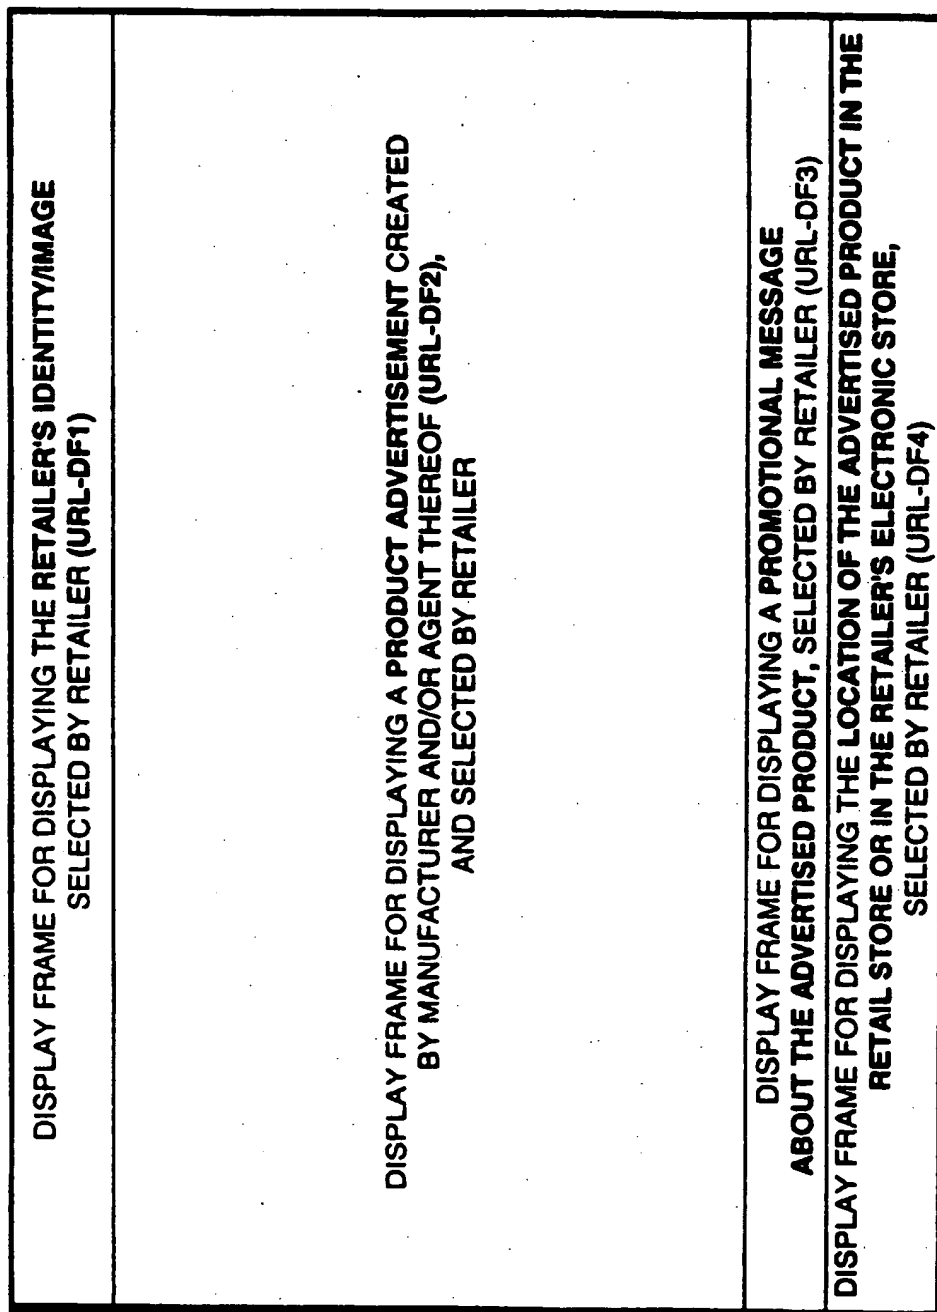 DISPLAY FRAME FOR DISPLAYING THE RETAILER'S IDENTITY/IMAGE
SELECTED BY RETAILER (URL-DF1)
DISPLAY FRAME FOR DISPLAYING A PRODUCT ADVERTISEMENT CREATED
BY MANUFACTURER AND/OR AGENT THEREOF (URL-DF2),
AND SELECTED BY RETAILER
DISPLAY FRAME FOR DISPLAYING A PROMOTIONAL MESSAGE
ABOUT THE ADVERTISED PRODUCT, SELECTED BY RETAILER (URL-DF3)
DISPLAY FRAME FOR DISPLAYING THE LOCATION OF THE ADVERTISED PRODUCT IN THE
RETAIL STORE OR IN THE RETAILER'S ELECTRONIC STORE,
SELECTED BY RETAILER (URL-DF4)